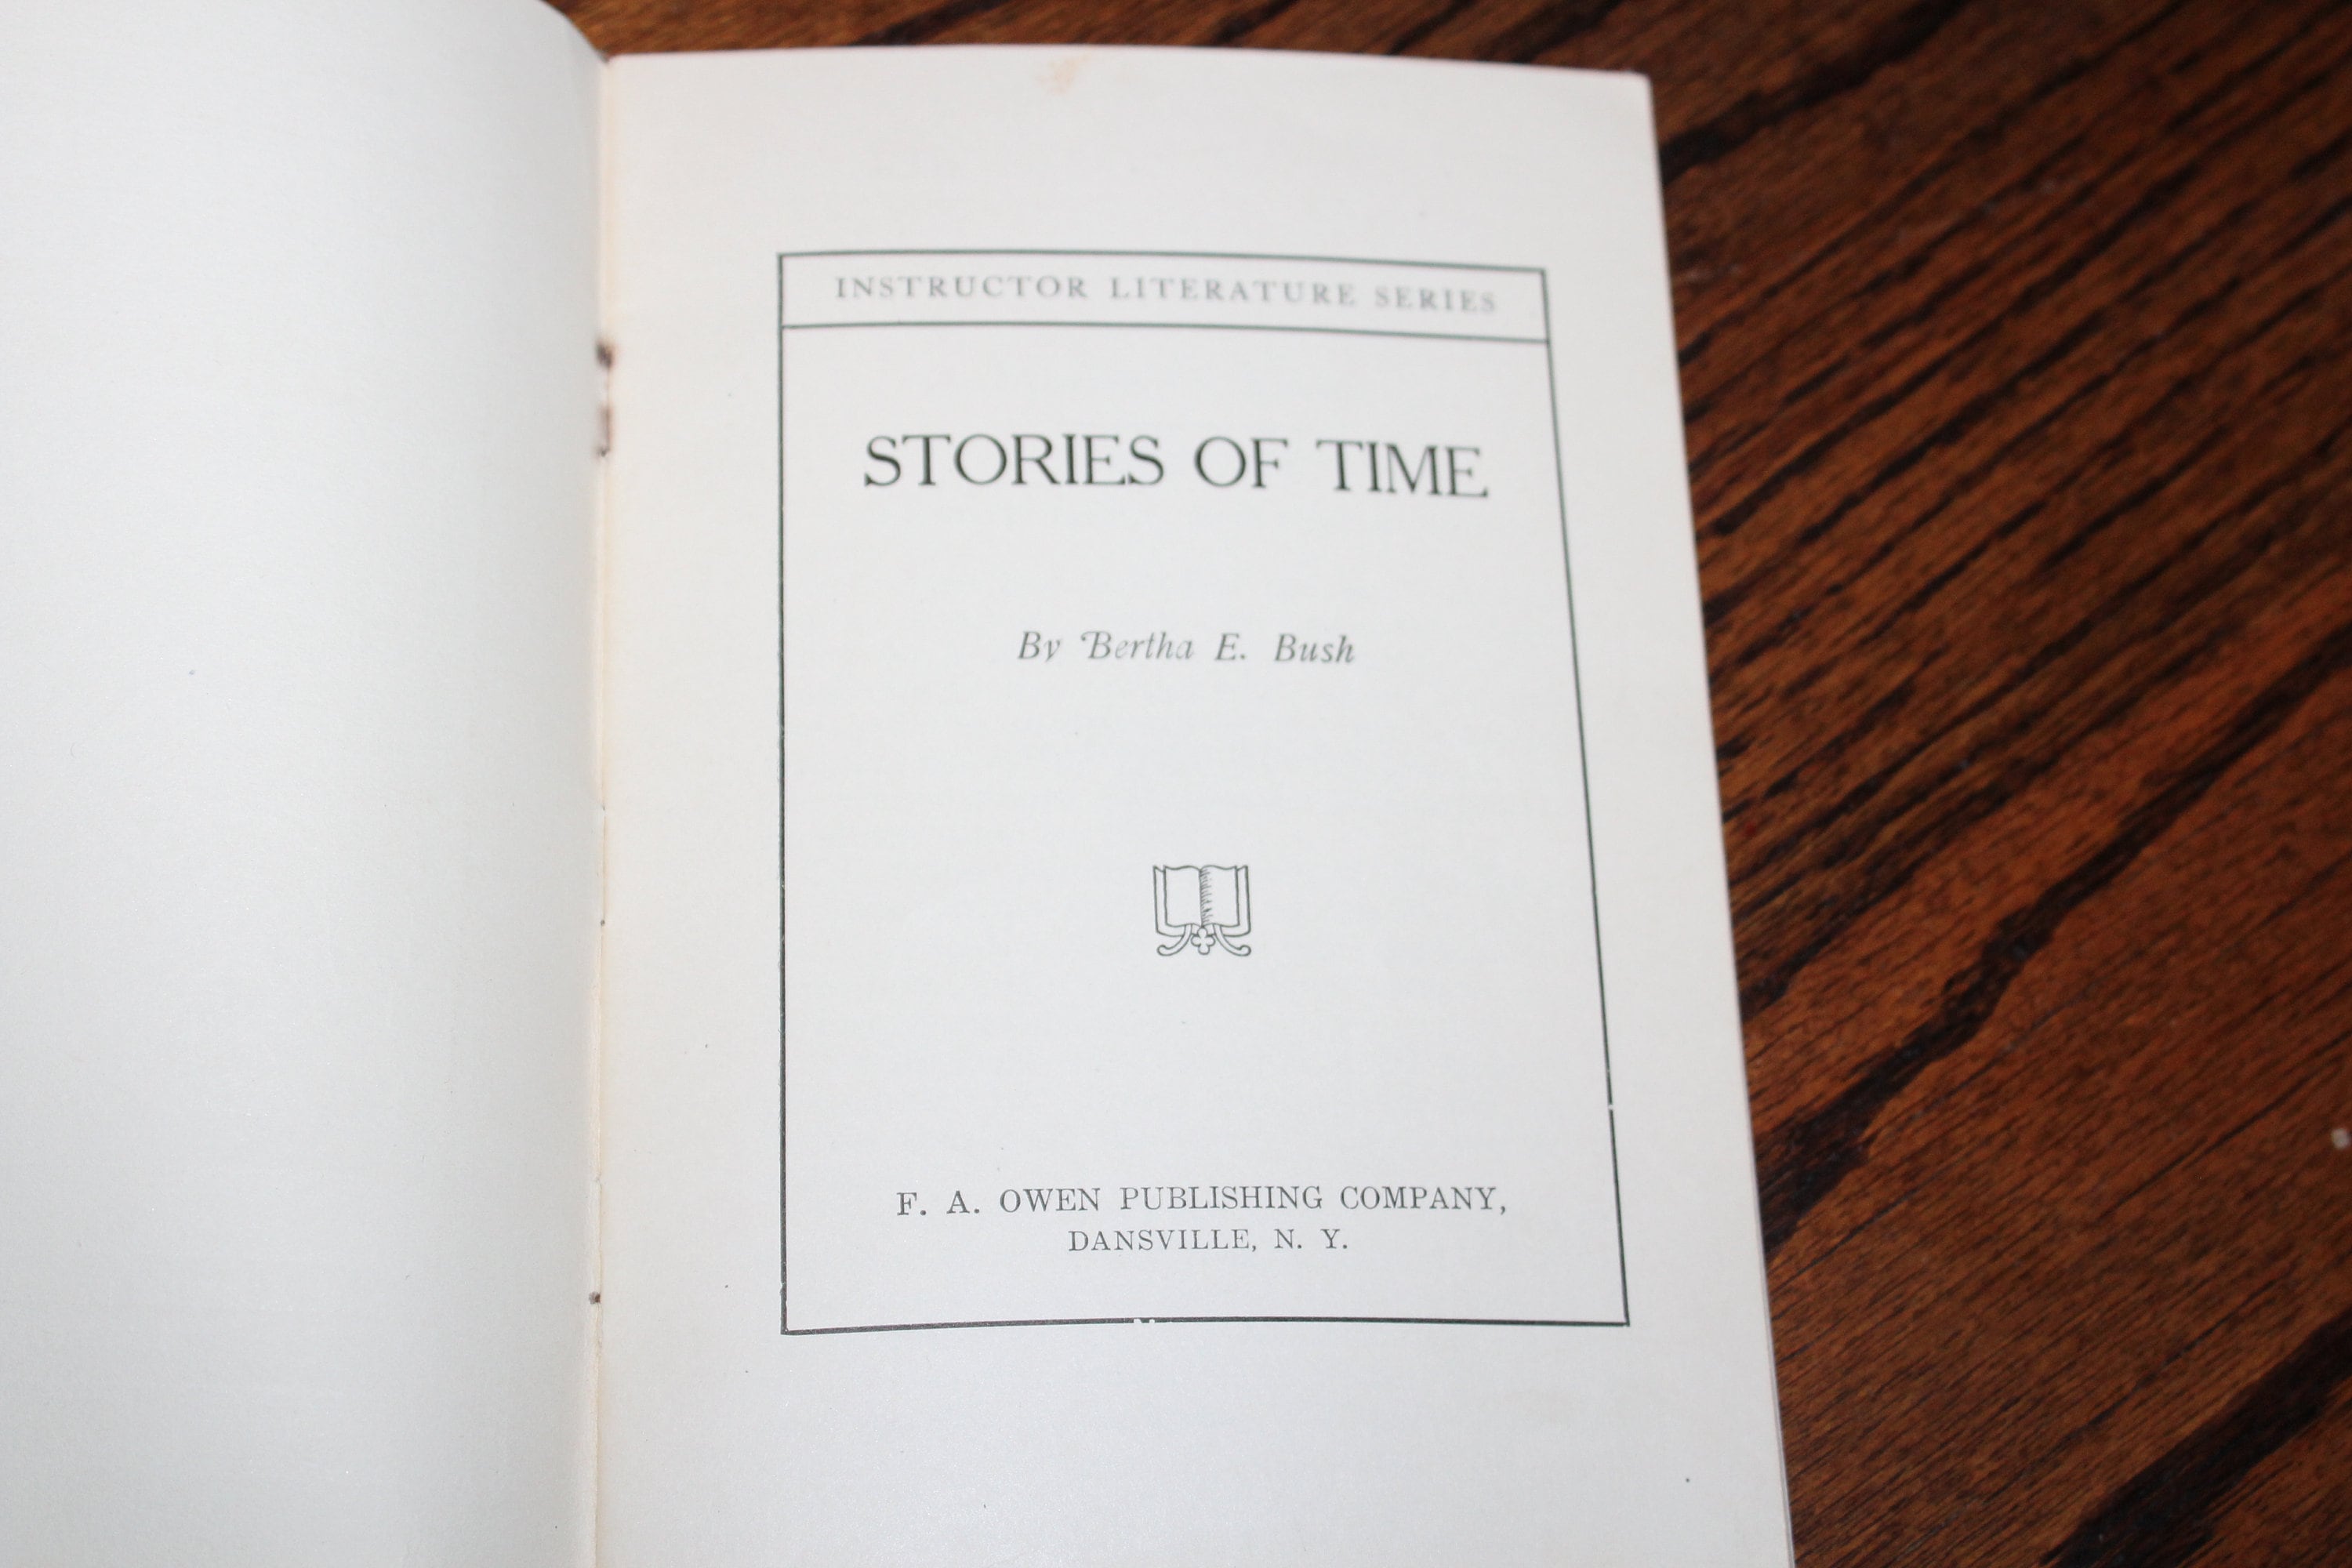 INSTRUCTOR LITERATURE SERIES
STORIES OF TIME
By Bertha E. Bush
F. A. OWEN PUBLISHING COMPANY,
DANSVILLE, N. Y.